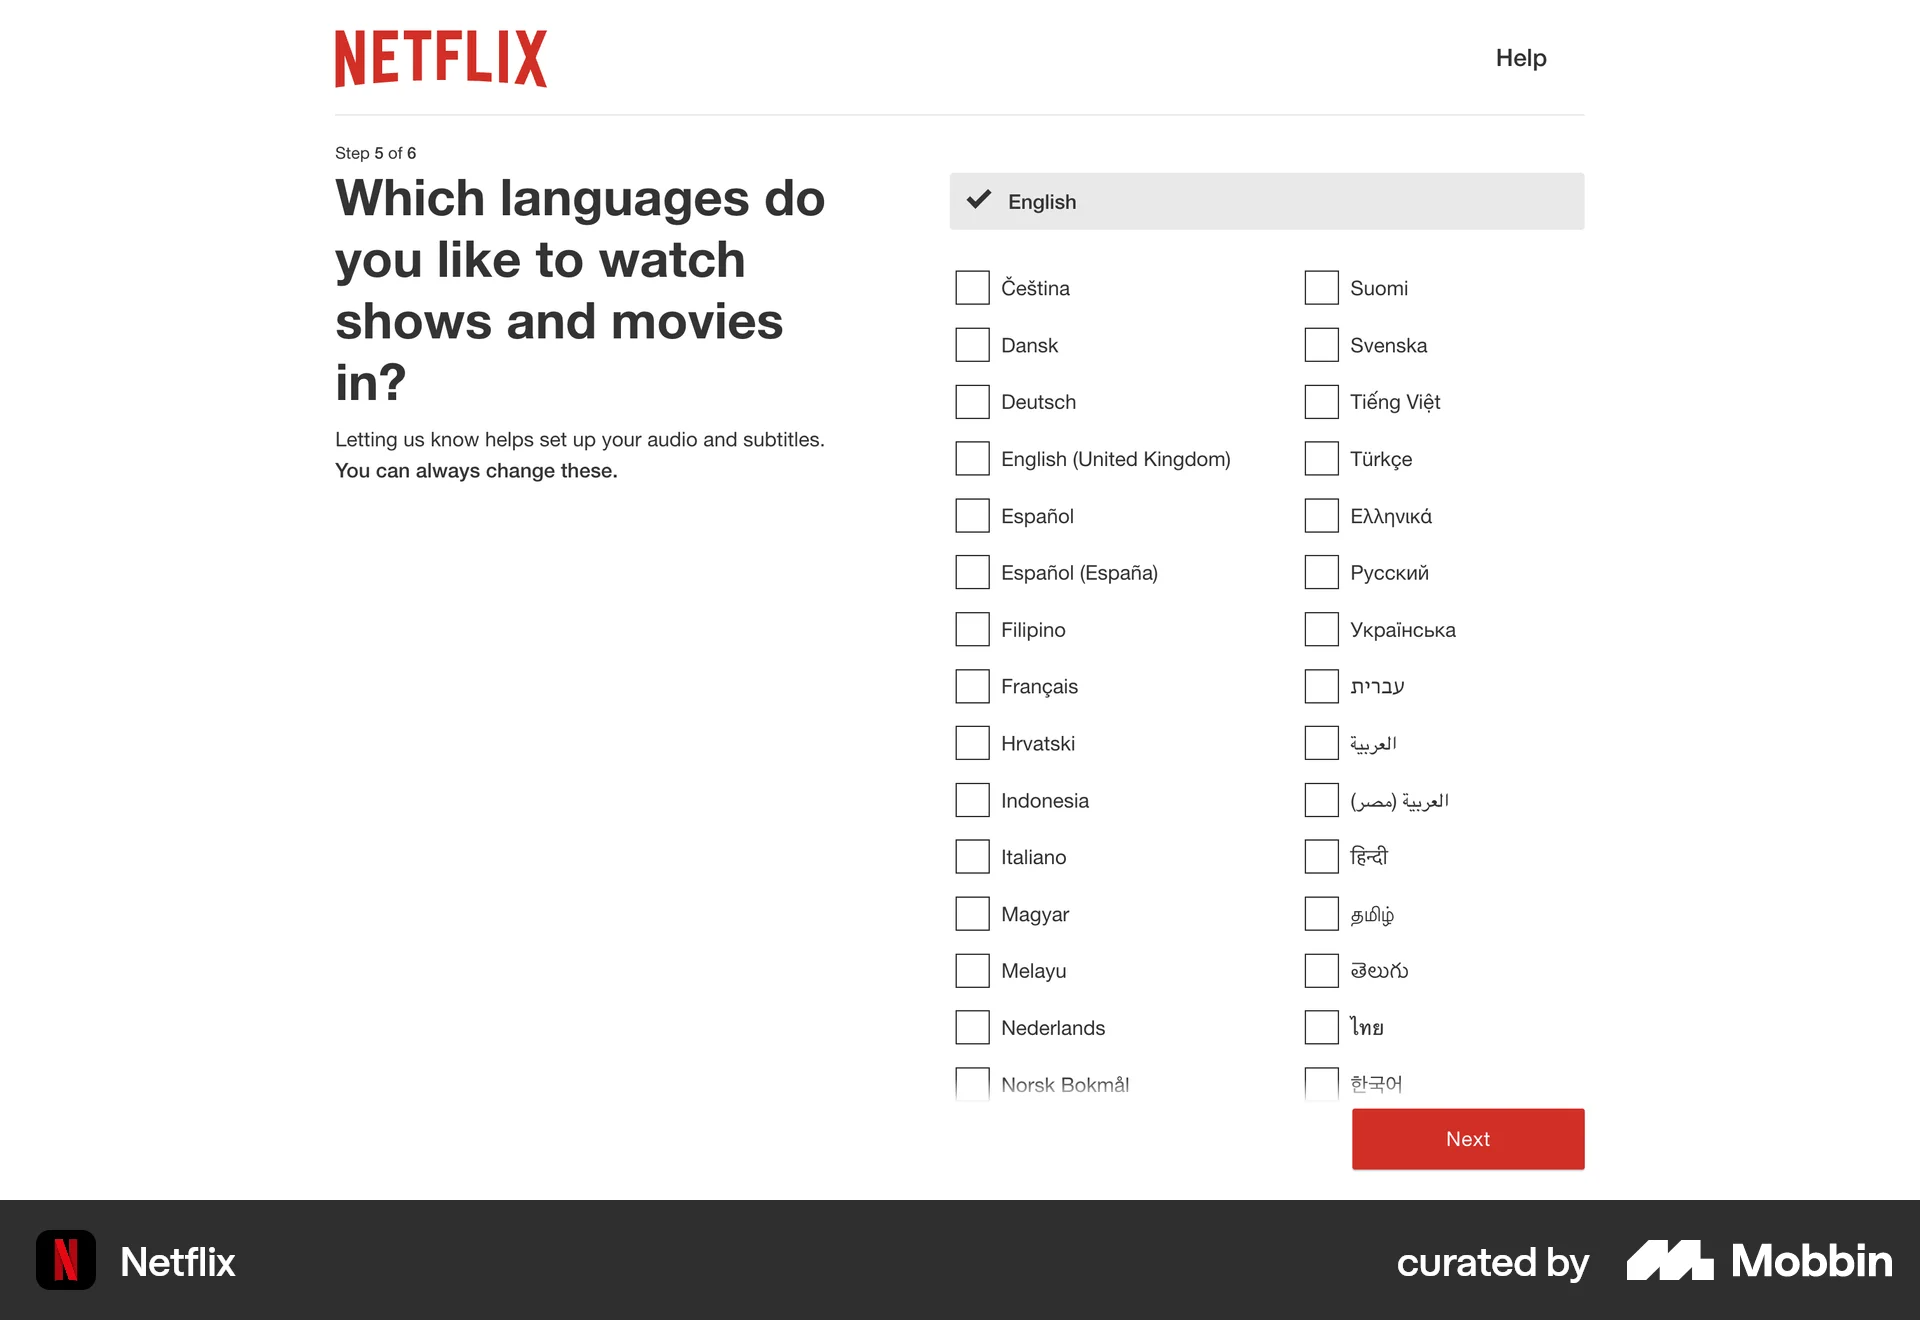 NETFLIX
Help
Step 5 of 6
Which languages do
you like to watch
shows and movies
in?
Letting us know helps set up your audio and subtitles.
You can always change these.
English
Čeština
Dansk
Deutsch
English (United Kingdom)
Español
Español (España)
Filipino
Français
Hrvatski
Indonesia
Italiano
Magyar
Melayu
Nederlands
Norsk Bokmål
Suomi
Svenska
Tiếng Việt
Türkçe
Ελληνικά
Русский
Українська
עברית
العربية
العربية (مصر)
हिन्दी
தமிழ்
తెలుగు
ไทย
한국어
Next
Netflix
curated by Mobbin